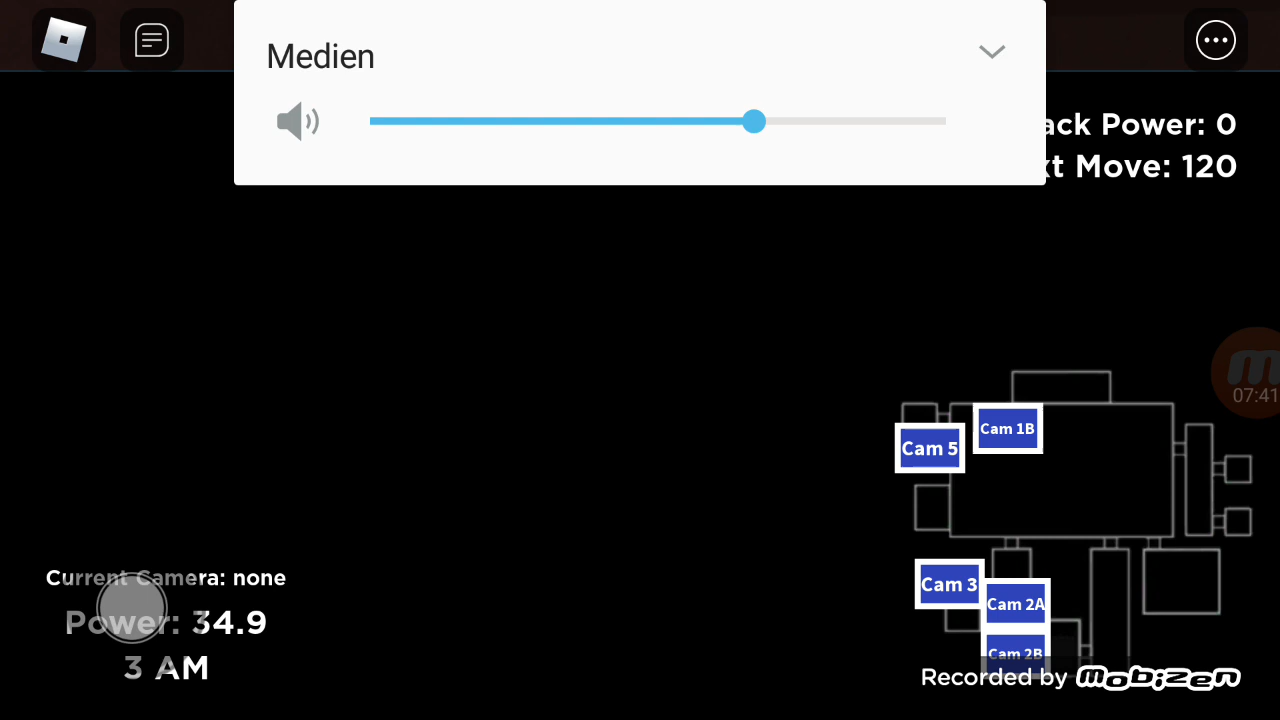 Medien
ack Power: 0
xt Move: 120
07:41
Cam 1B
Cam 5
Cam 3
Cam 2A
Cam 2B
Current Camera: none
Power: 34.9
3 AM
Recorded by mobizen